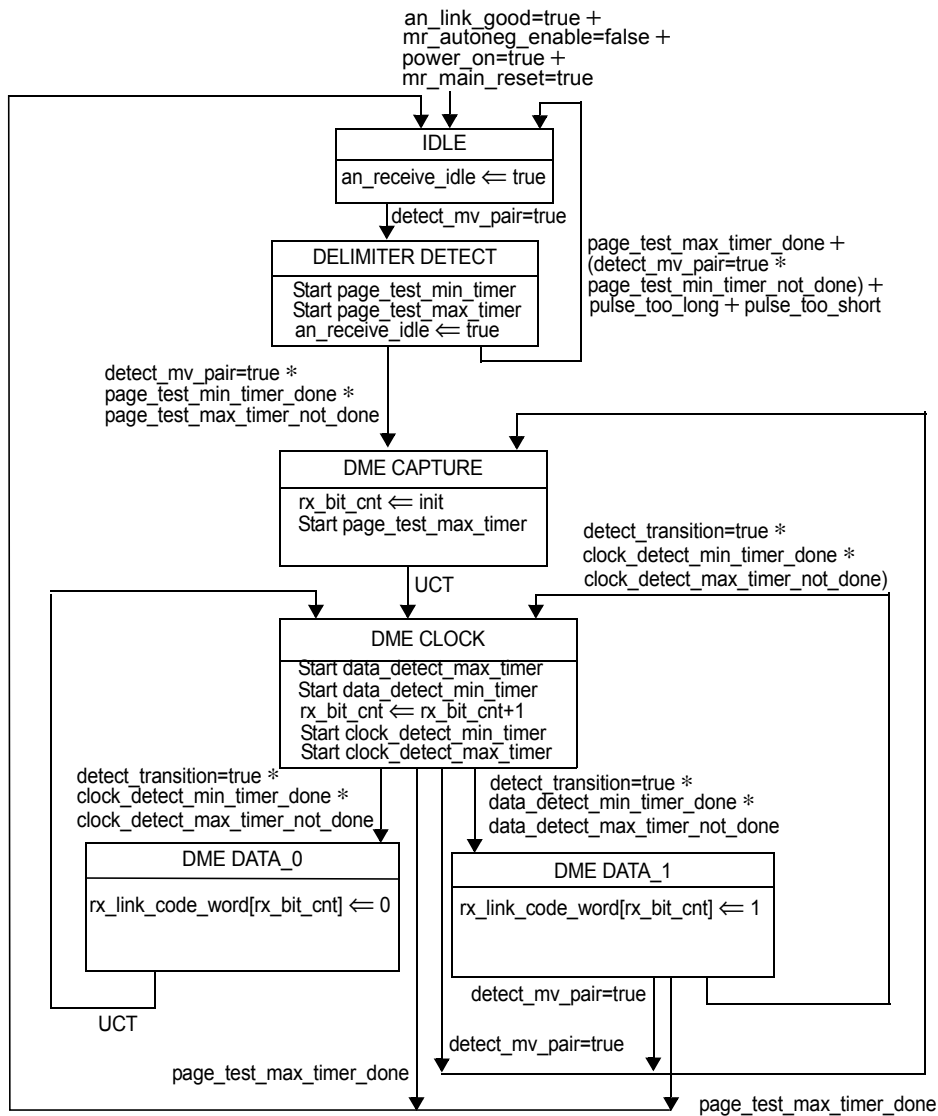 an_link_good=true +
mr_autoneg_enable=false +
power_on=true +
mr_main_reset=true
IDLE
an_receive_idle ⇐ true
detect_mv_pair=true
DELIMITER DETECT
Start page_test_min_timer
Start page_test_max_timer
an_receive_idle ⇐ true
page_test_max_timer_done +
(detect_mv_pair=true *
page_test_min_timer_not_done) +
pulse_too_long + pulse_too_short
detect_mv_pair=true *
page_test_min_timer_done *
page_test_max_timer_not_done
DME CAPTURE
rx_bit_cnt ⇐ init
Start page_test_max_timer
detect_transition=true *
clock_detect_min_timer_done *
clock_detect_max_timer_not_done)
UCT
DME CLOCK
Start data_detect_max_timer
Start data_detect_min_timer
rx_bit_cnt ⇐ rx_bit_cnt+1
Start clock_detect_min_timer
Start clock_detect_max_timer
detect_transition=true *
clock_detect_min_timer_done *
clock_detect_max_timer_not_done
detect_transition=true *
data_detect_min_timer_done *
data_detect_max_timer_not_done
DME DATA_0
rx_link_code_word[rx_bit_cnt] ⇐ 0
DME DATA_1
rx_link_code_word[rx_bit_cnt] ⇐ 1
UCT
detect_mv_pair=true
detect_mv_pair=true
page_test_max_timer_done
page_test_max_timer_done